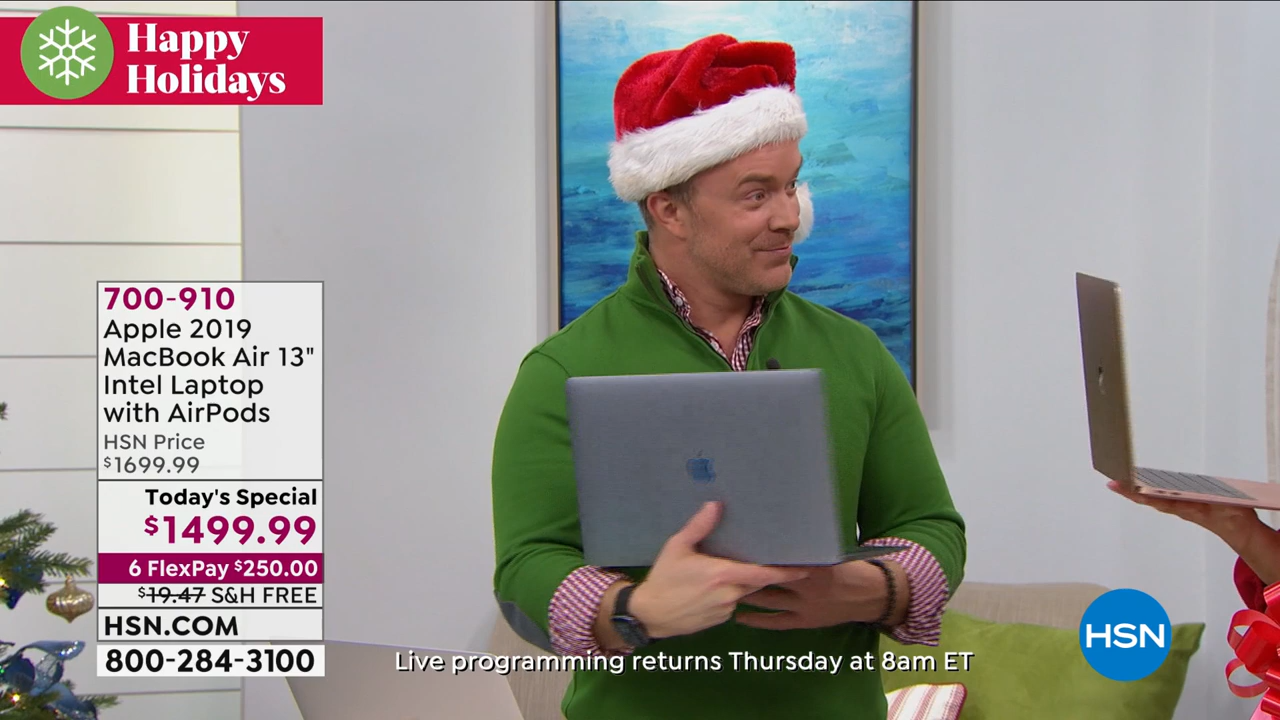 Happy
Holidays
700-910
Apple 2019
MacBook Air 13"
Intel Laptop
with AirPods
HSN Price
$1699.99
Today's Special
$1499.99
6 FlexPay $250.00
$19.47 S&H FREE
HSN.COM
800-284-3100
Live programming returns Thursday at 8am ET
HSN